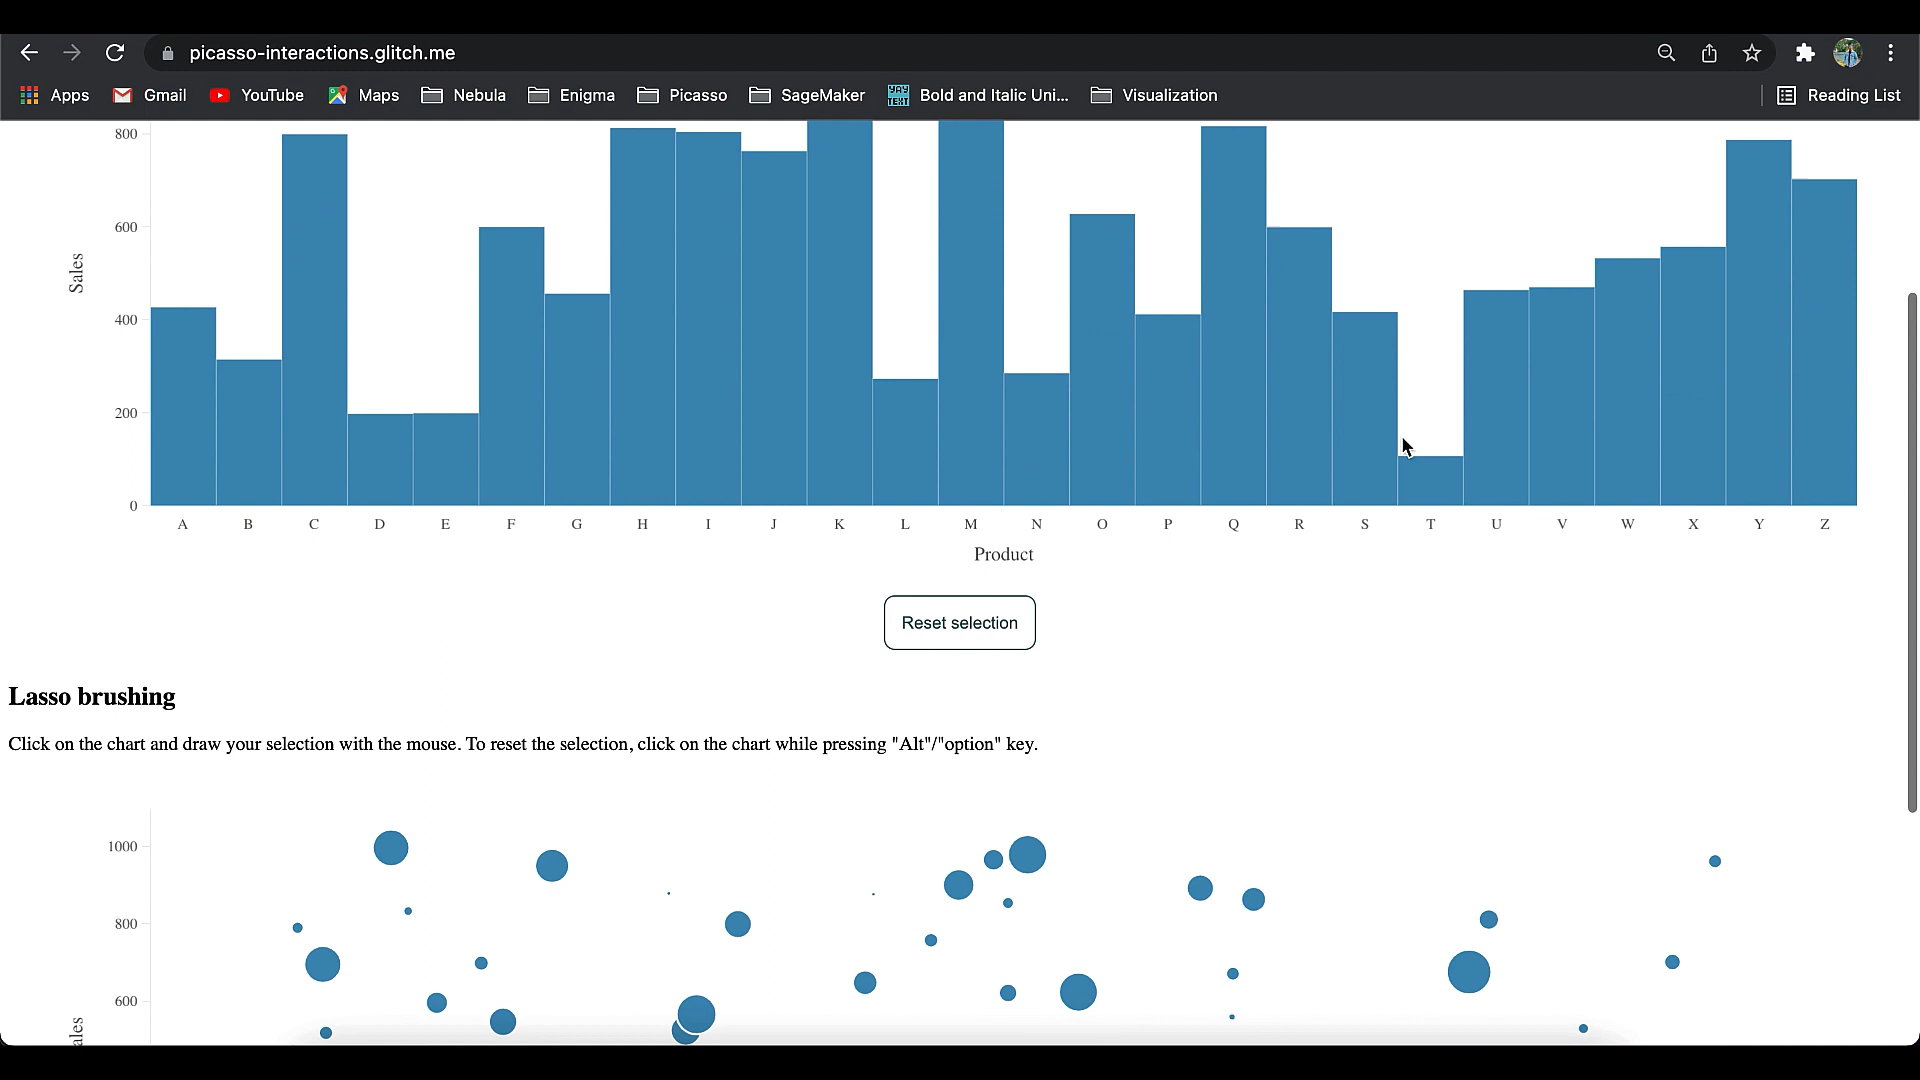 picasso-interactions.glitch.me
Apps Gmail YouTube Maps Nebula Enigma Picasso SageMaker YAY TEXT Bold and Italic Uni... Visualization Reading List
800
600
400
200
0
Sales
A B C D E F G H I J K L M N O P Q R S T U V W X Y Z
Product
Reset selection
Lasso brushing
Click on the chart and draw your selection with the mouse. To reset the selection, click on the chart while pressing "Alt"/"option" key.
1000
800
600
ales